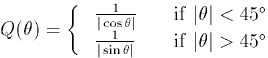 Q(θ) = { 1/|cos θ| if |θ| < 45°
1/|sin θ| if |θ| > 45°